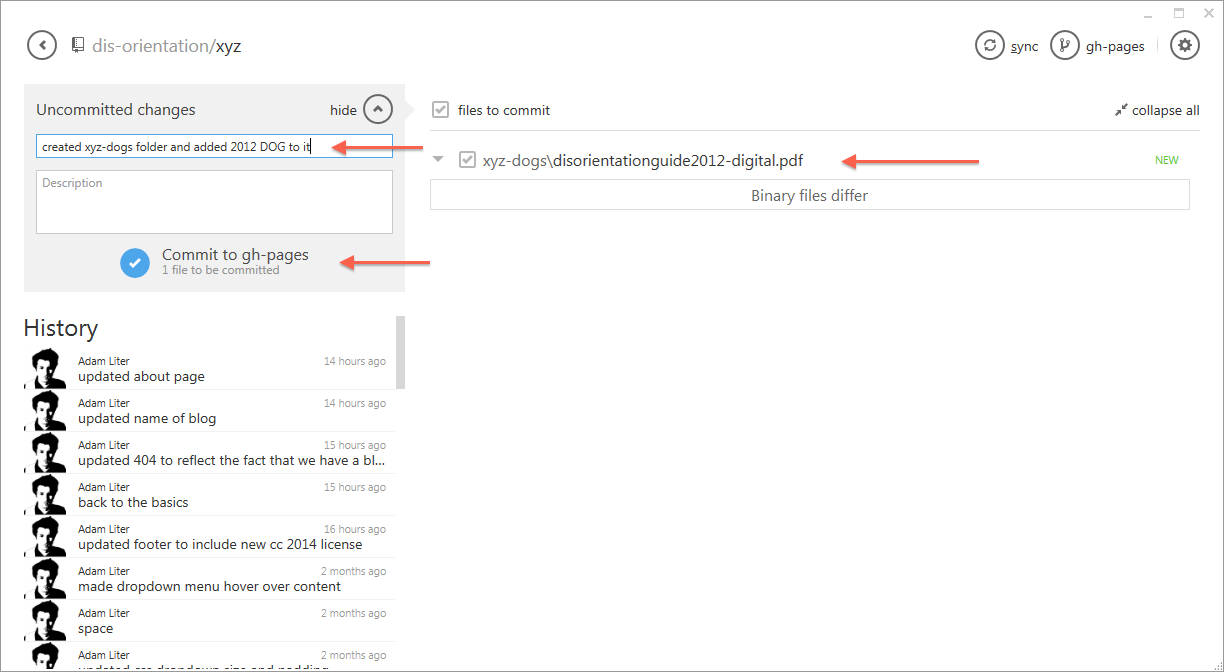 dis-orientation/xyz
sync
gh-pages
Uncommitted changes
hide
created xyz-dogs folder and added 2012 DOG to it
Description
Commit to gh-pages
1 file to be committed
files to commit
collapse all
xyz-dogs\disorientationguide2012-digital.pdf
NEW
Binary files differ
History
Adam Liter
14 hours ago
updated about page
Adam Liter
14 hours ago
updated name of blog
Adam Liter
15 hours ago
updated 404 to reflect the fact that we have a bl...
Adam Liter
15 hours ago
back to the basics
Adam Liter
16 hours ago
updated footer to include new cc 2014 license
Adam Liter
2 months ago
made dropdown menu hover over content
Adam Liter
2 months ago
space
Adam Liter
2 months ago